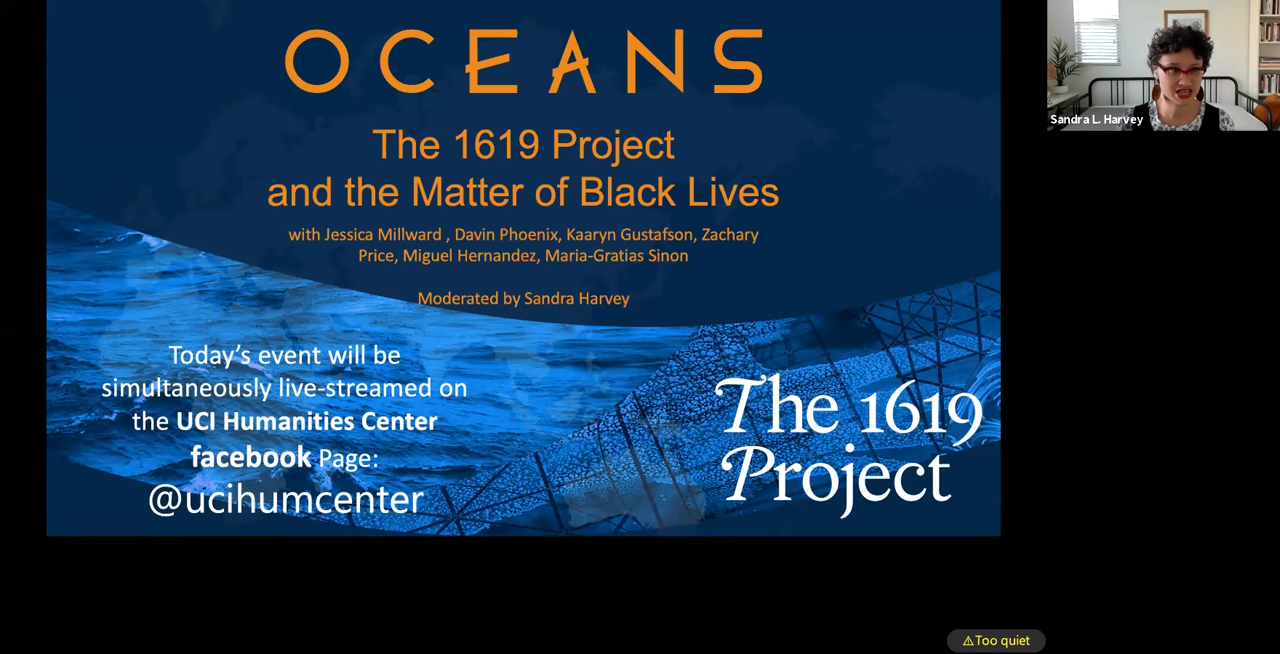 OCEANS
The 1619 Project
and the Matter of Black Lives
with Jessica Millward , Davin Phoenix, Kaaryn Gustafson, Zachary
Price, Miguel Hernandez, Maria-Gratias Sinon
Moderated by Sandra Harvey
Today’s event will be
simultaneously live-streamed on
the UCI Humanities Center
facebook Page:
@ucihumcenter
The 1619
Project
Sandra L. Harvey
⚠Too quiet